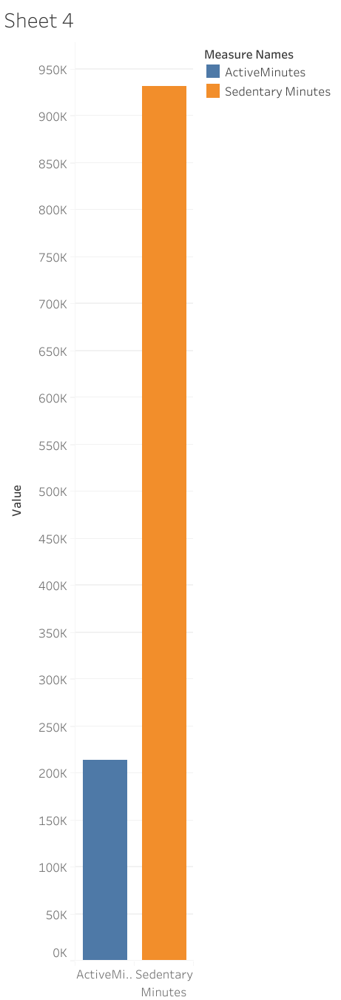 Sheet 4
Measure Names
ActiveMinutes
Sedentary Minutes
950K
900K
850K
800K
750K
700K
650K
600K
550K
500K
450K
400K
350K
300K
250K
200K
150K
100K
50K
0K
Value
ActiveMi.. Sedentary
Minutes